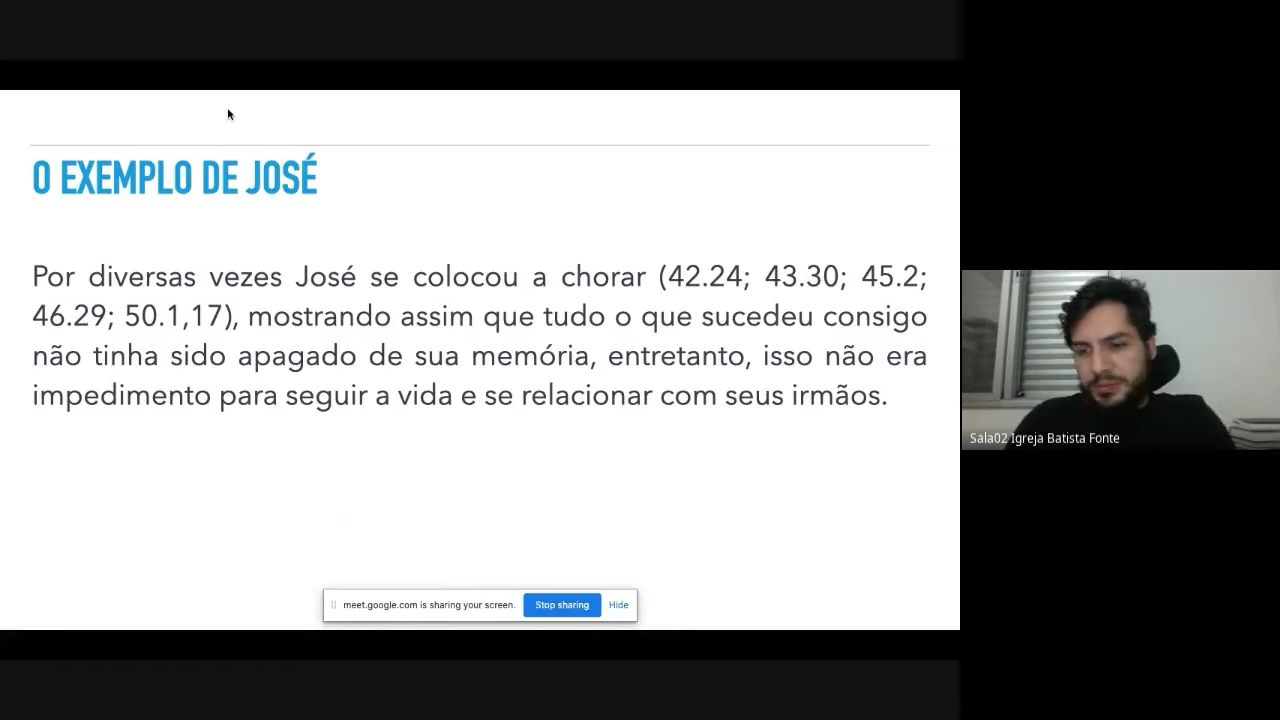 O EXEMPLO DE JOSÉ
Por diversas vezes José se colocou a chorar (42.24; 43.30; 45.2;
46.29; 50.1,17), mostrando assim que tudo o que sucedeu consigo
não tinha sido apagado de sua memória, entretanto, isso não era
impedimento para seguir a vida e se relacionar com seus irmãos.
Sala02 Igreja Batista Fonte
meet.google.com is sharing your screen.
Stop sharing
Hide